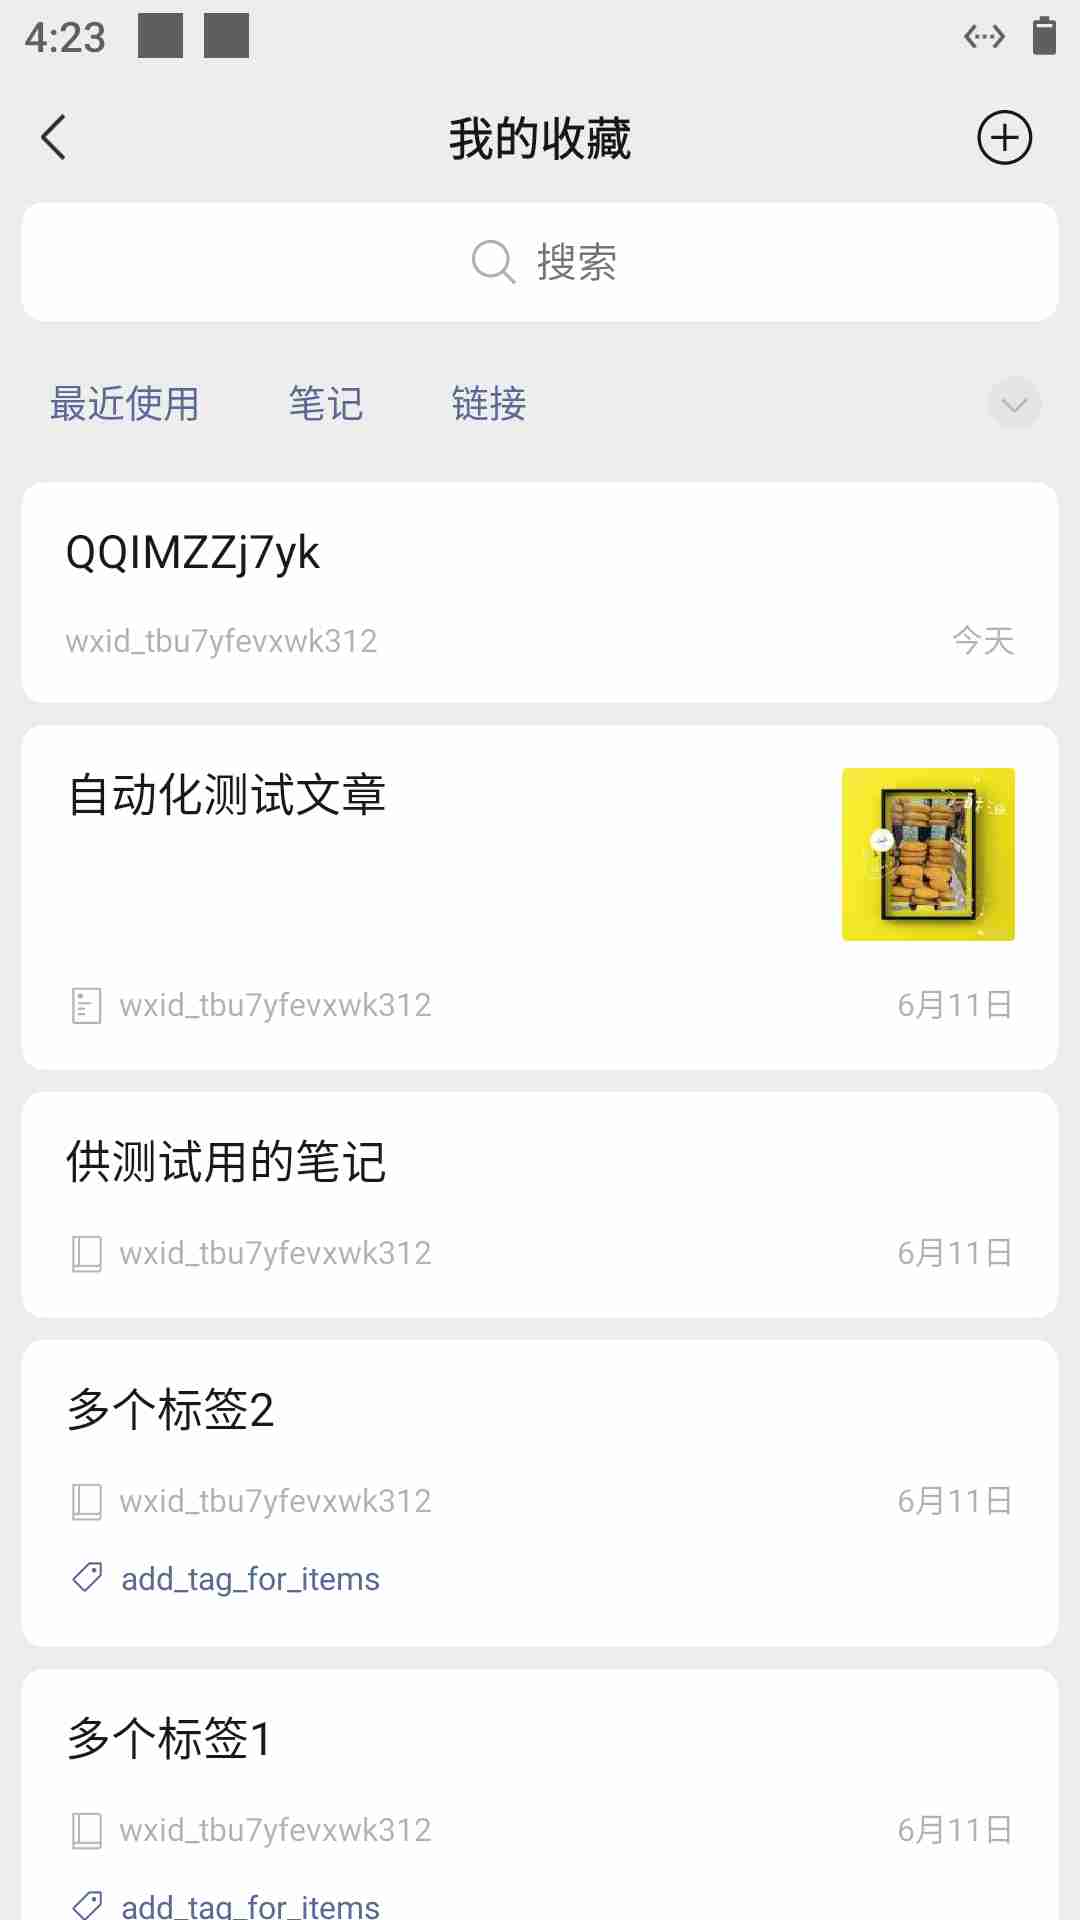 4:23
我的收藏
搜索
最近使用 笔记 链接
QQIMZZj7yk
wxid_tbu7yfevxwk312 今天
自动化测试文章
wxid_tbu7yfevxwk312 6月11日
供测试用的笔记
wxid_tbu7yfevxwk312 6月11日
多个标签2
wxid_tbu7yfevxwk312 6月11日
add_tag_for_items
多个标签1
wxid_tbu7yfevxwk312 6月11日
add_tag_for_items